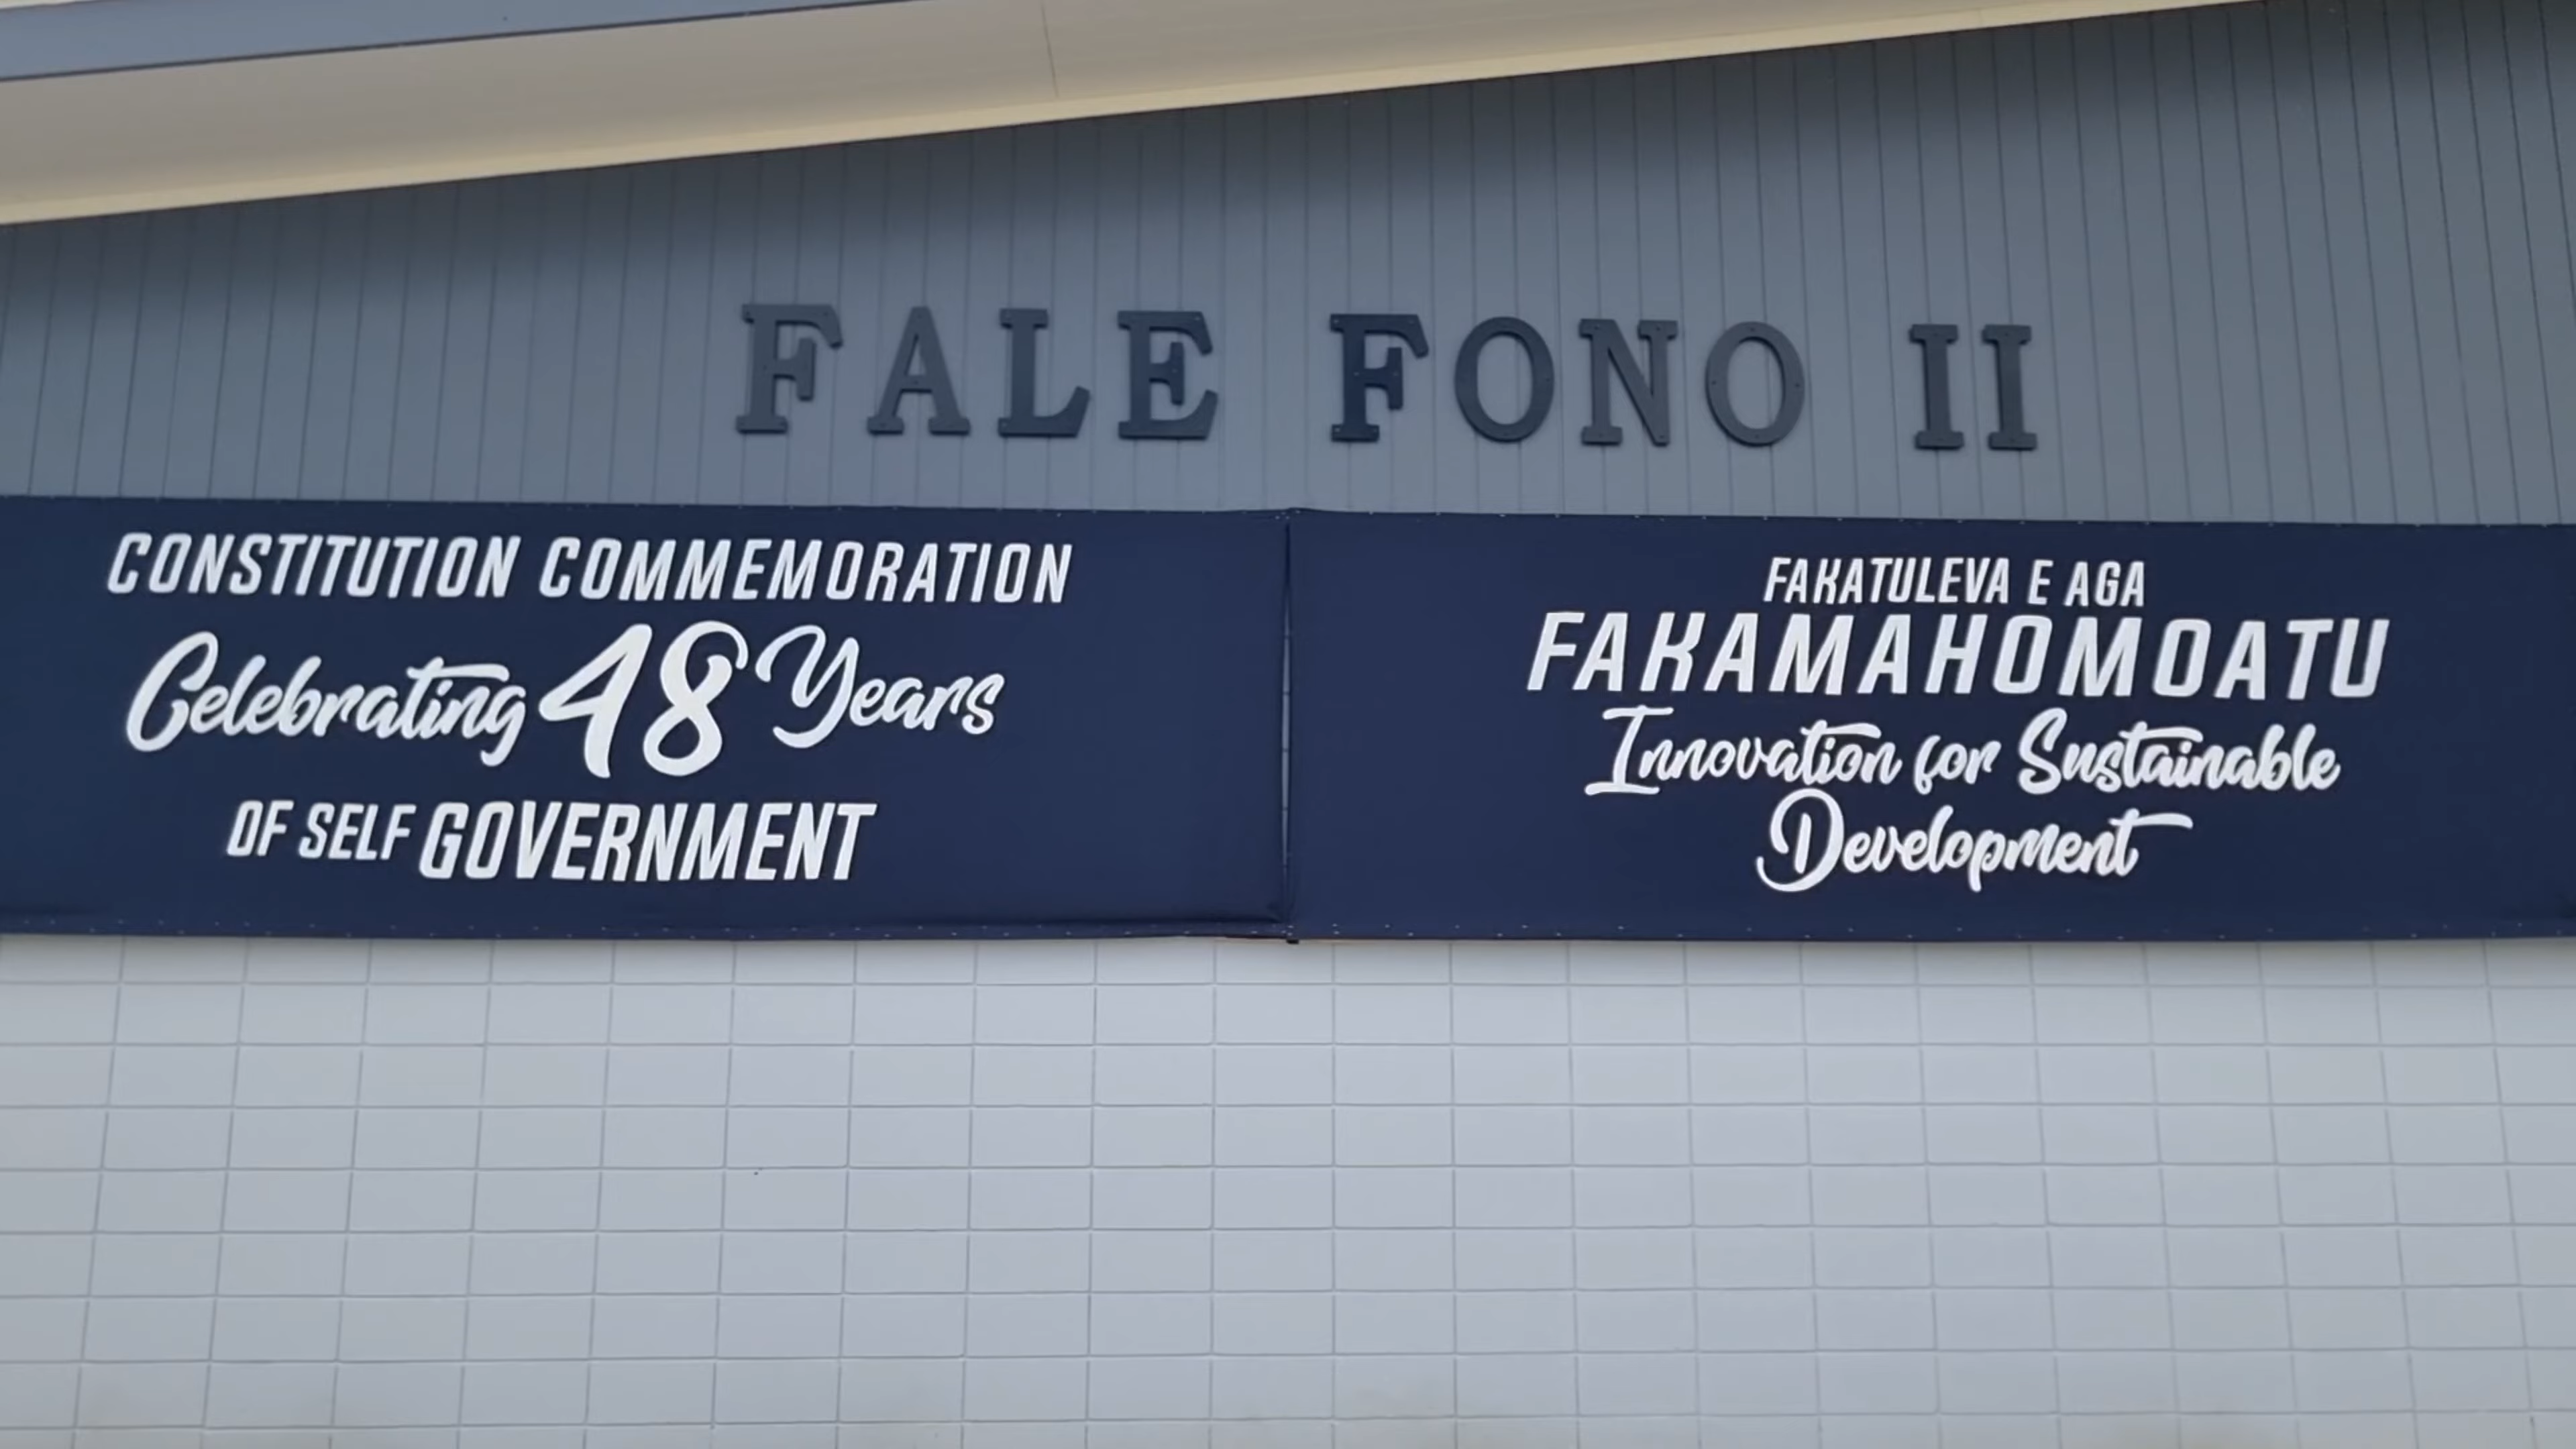 FALE FONO II
CONSTITUTION COMMEMORATION
Celebrating 48 Years
OF SELF GOVERNMENT
FAKATULEVA E AGA
FAKAMAHOMOATU
Innovation for Sustainable
Development